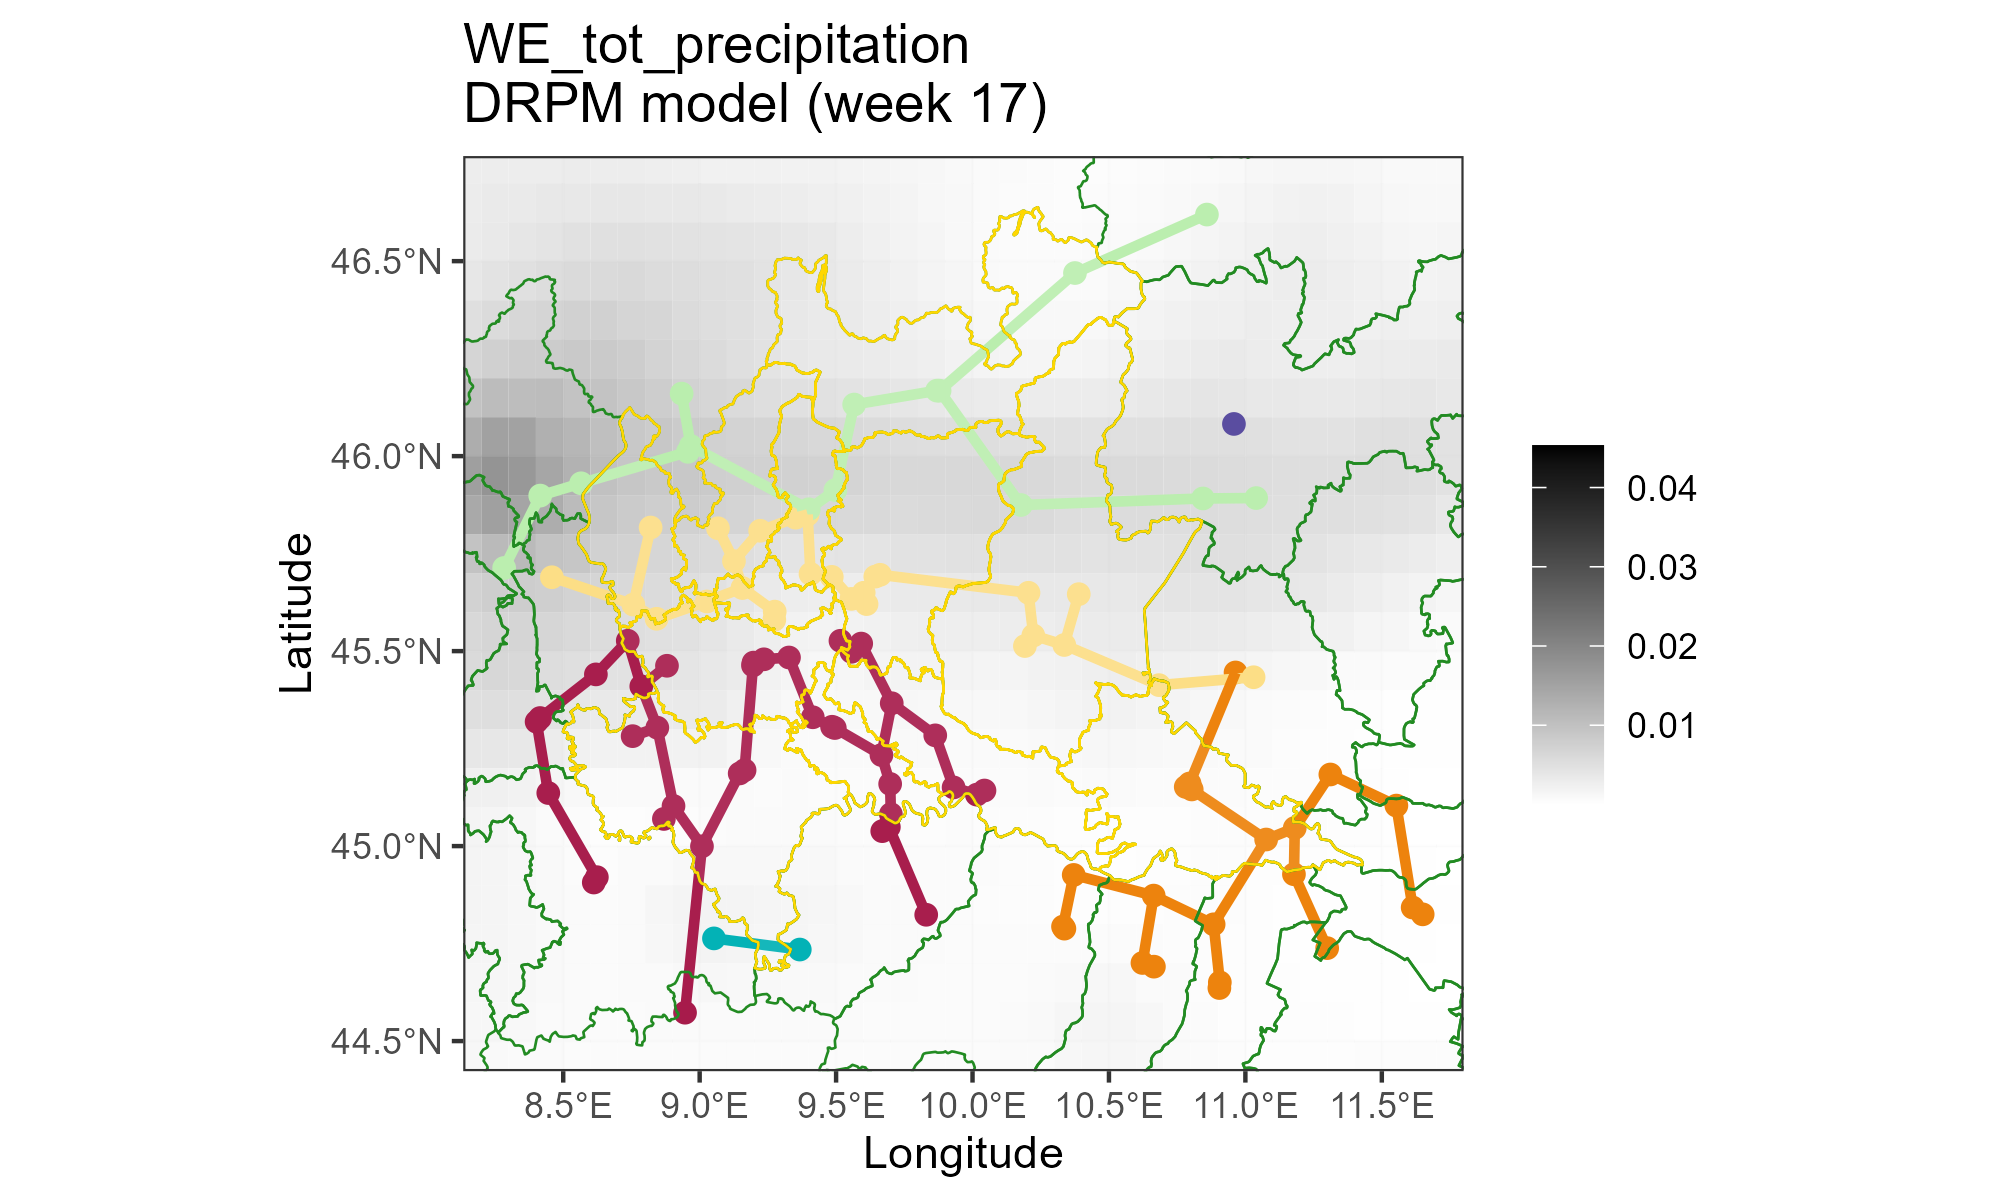 WE_tot_precipitation
DRPM model (week 17)
Latitude
46.5°N
46.0°N
45.5°N
45.0°N
44.5°N
8.5°E 9.0°E 9.5°E 10.0°E 10.5°E 11.0°E 11.5°E
Longitude
0.04
0.03
0.02
0.01